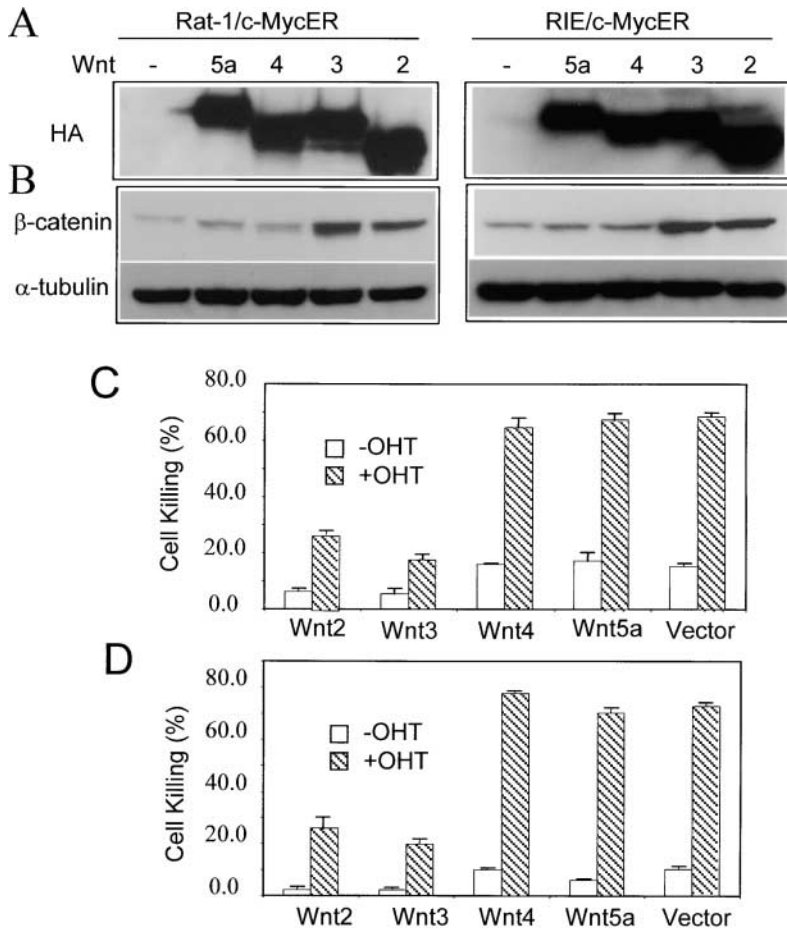 A
Rat-1/c-MycER RIE/c-MycER
Wnt - 5a 4 3 2 - 5a 4 3 2
HA
B
β-catenin
α-tubulin
C
80.0
60.0
40.0
20.0
0.0
Cell Killing (%)
-OHT
+OHT
Wnt2 Wnt3 Wnt4 Wnt5a Vector
D
80.0
60.0
40.0
20.0
0.0
Cell Killing (%)
-OHT
+OHT
Wnt2 Wnt3 Wnt4 Wnt5a Vector